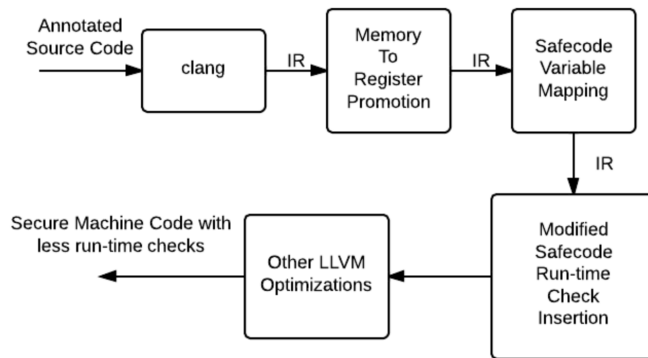 Annotated
Source Code
clang
IR
Memory
To
Register
Promotion
IR
Safecode
Variable
Mapping
IR
Modified
Safecode
Run-time
Check
Insertion
Other LLVM
Optimizations
Secure Machine Code with
less run-time checks